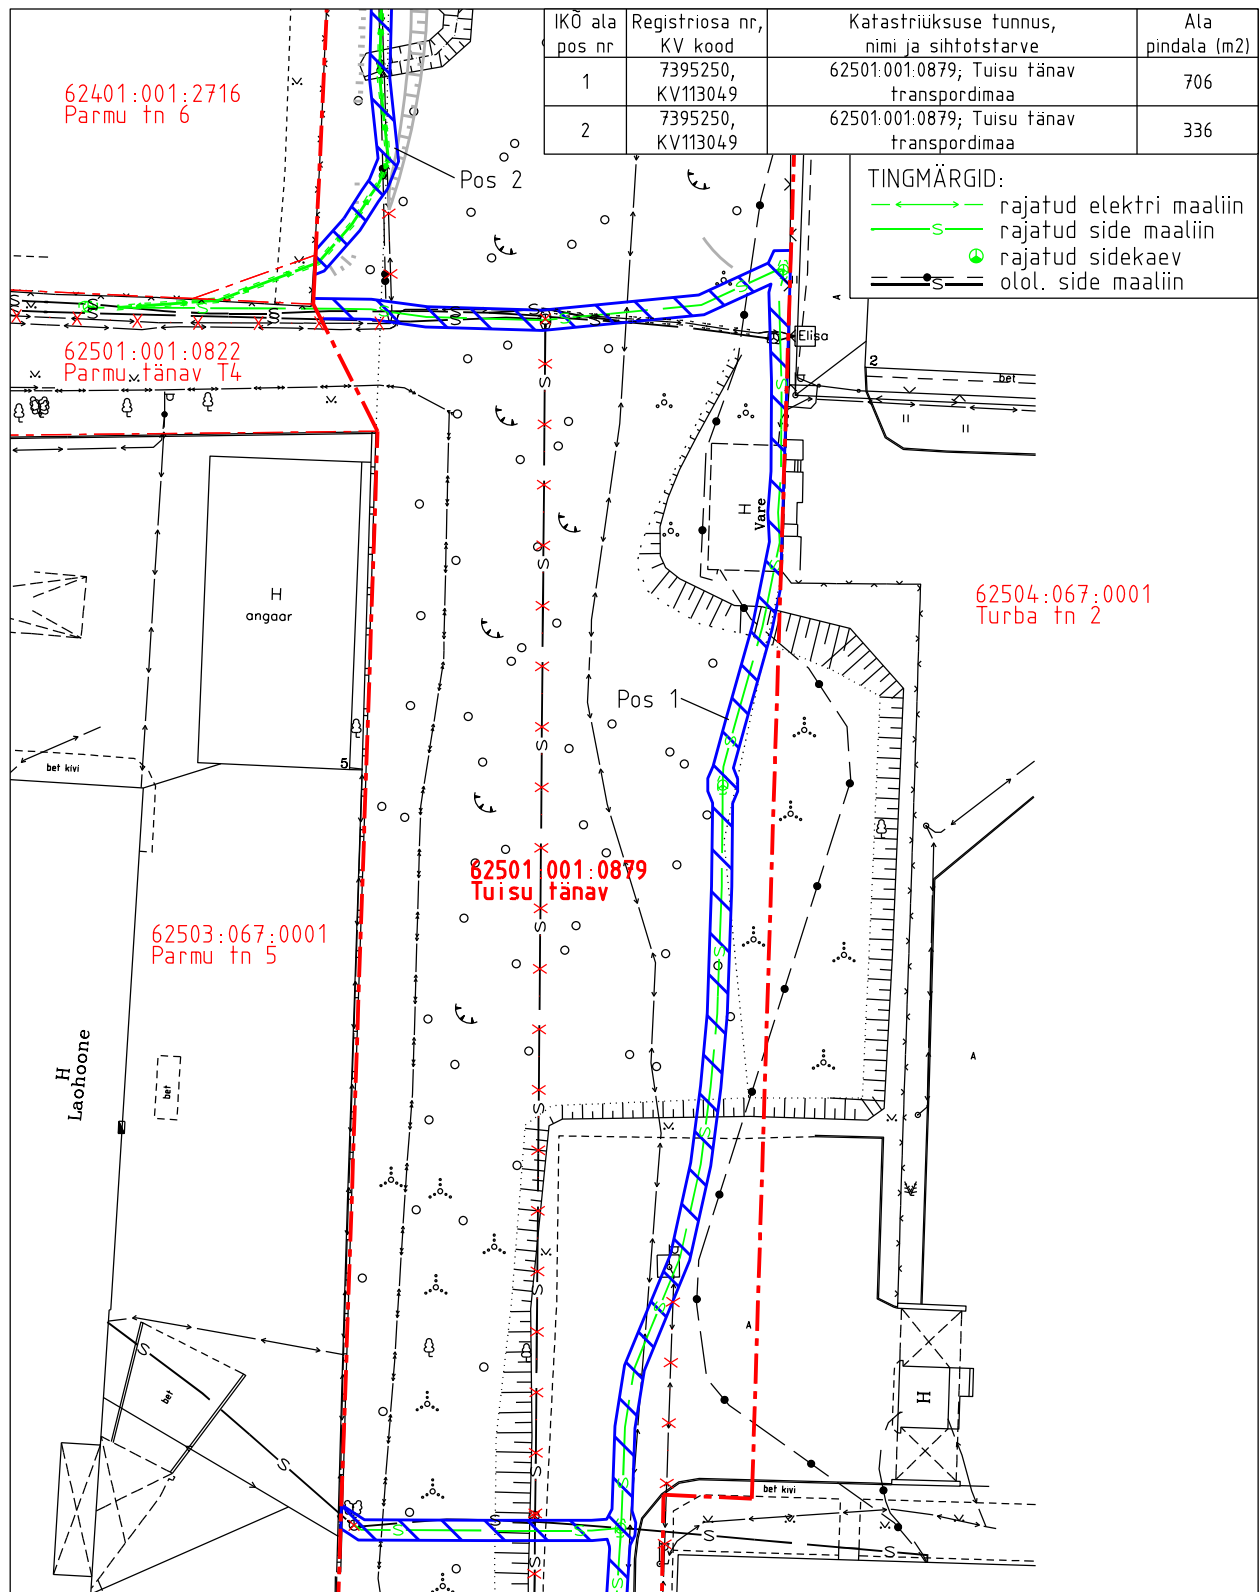 IKÕ ala
pos nr
Registriosa nr,
KV kood
Katastriüksuse tunnus,
nimi ja sihtotstarve
Ala
pindala (m2)
1
7395250,
KV113049
62501:001:0879; Tuisu tänav
transpordimaa
706
2
7395250,
KV113049
62501:001:0879; Tuisu tänav
transpordimaa
336
TINGMÄRGID:
rajatud elektri maaliin
S rajatud side maaliin
rajatud sidekaev
S olol. side maaliin
62401:001:2716
Parmu tn 6
Pos 2
62501:001:0822
Parmu tänav T4
Elisa
2
bet
H
Vare
H
angaar
62504:067:0001
Turba tn 2
Pos 1
bet kivi
5
62501:001:0879
Tuisu tänav
62503:067:0001
Parmu tn 5
H
Laohoone
bet
A
A
A
bet
H
bet kivi